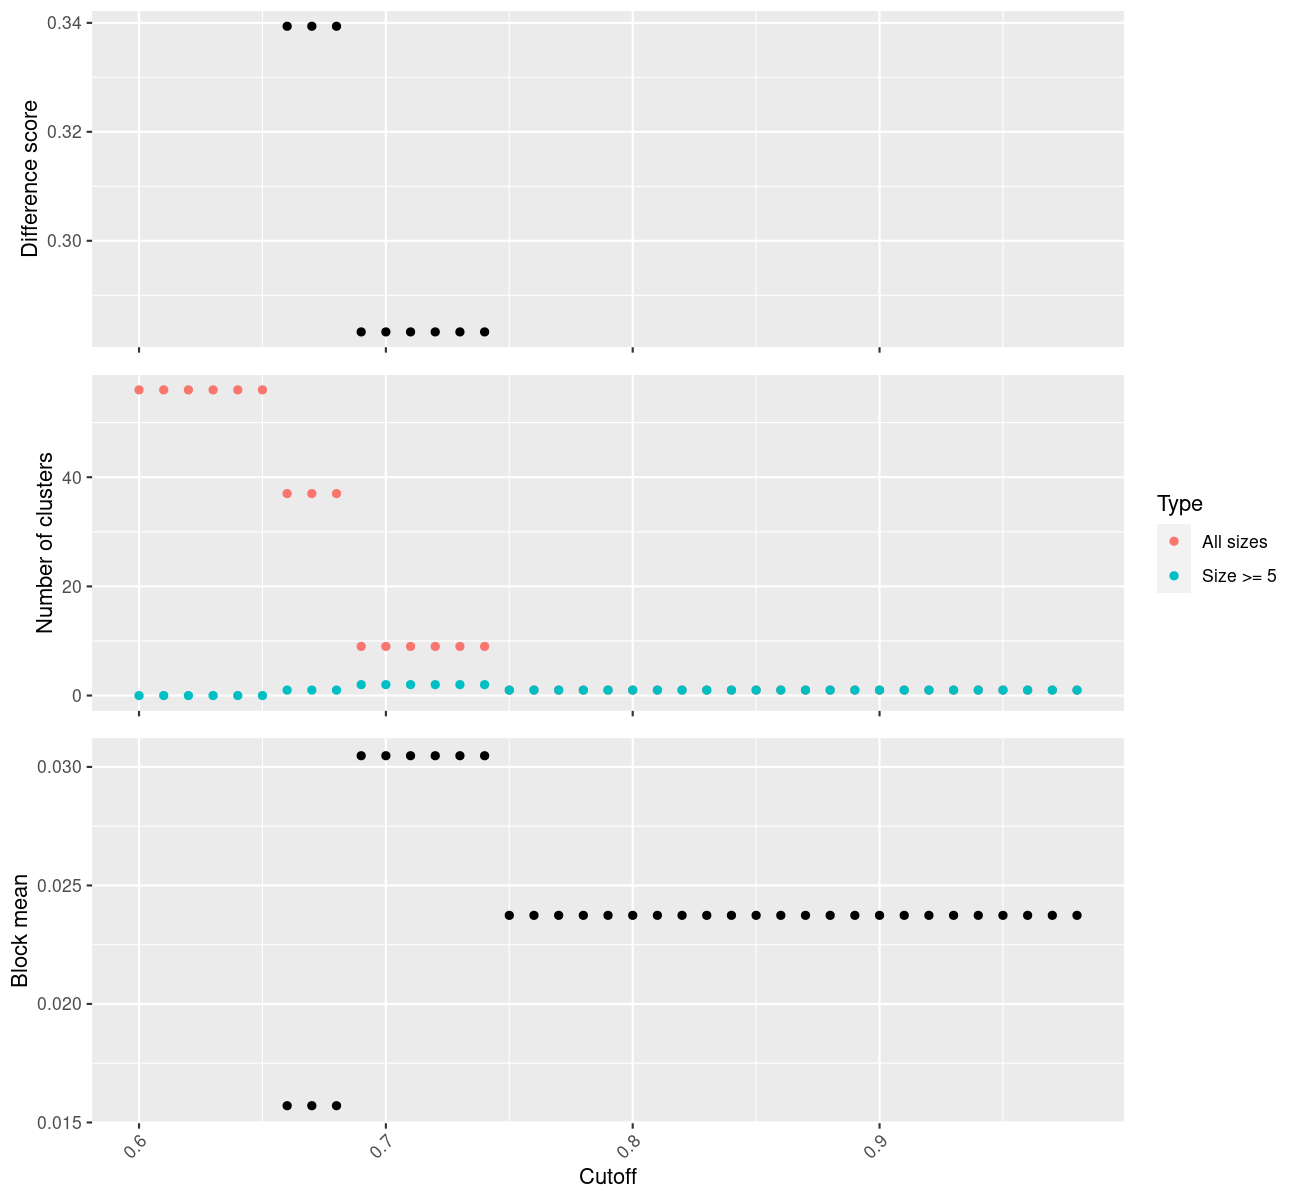 Difference score
0.34
0.32
0.30
Number of clusters
40
20
0
Block mean
0.030
0.025
0.020
0.015
0.6
0.7
0.8
0.9
Cutoff
Type
All sizes
Size >= 5